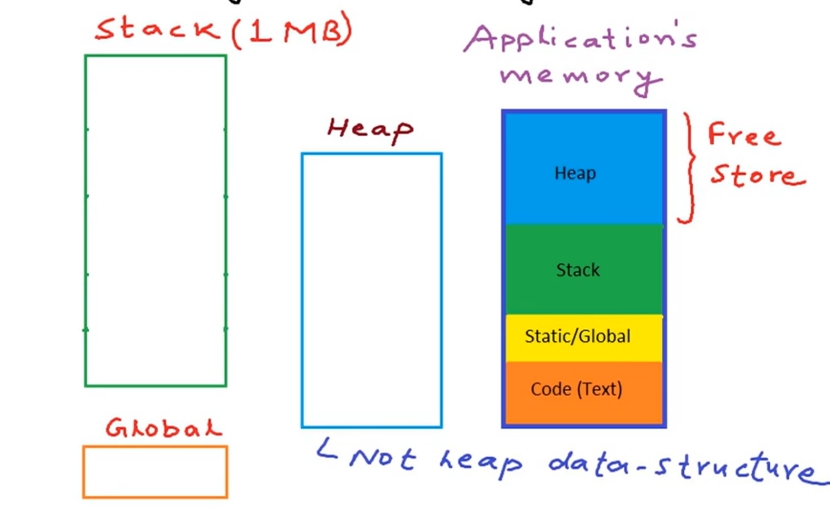 Stack (1 MB)
Application's
memory
Heap
Free
Store
Heap
Stack
Static/Global
Code (Text)
Global
Not heap data-structure